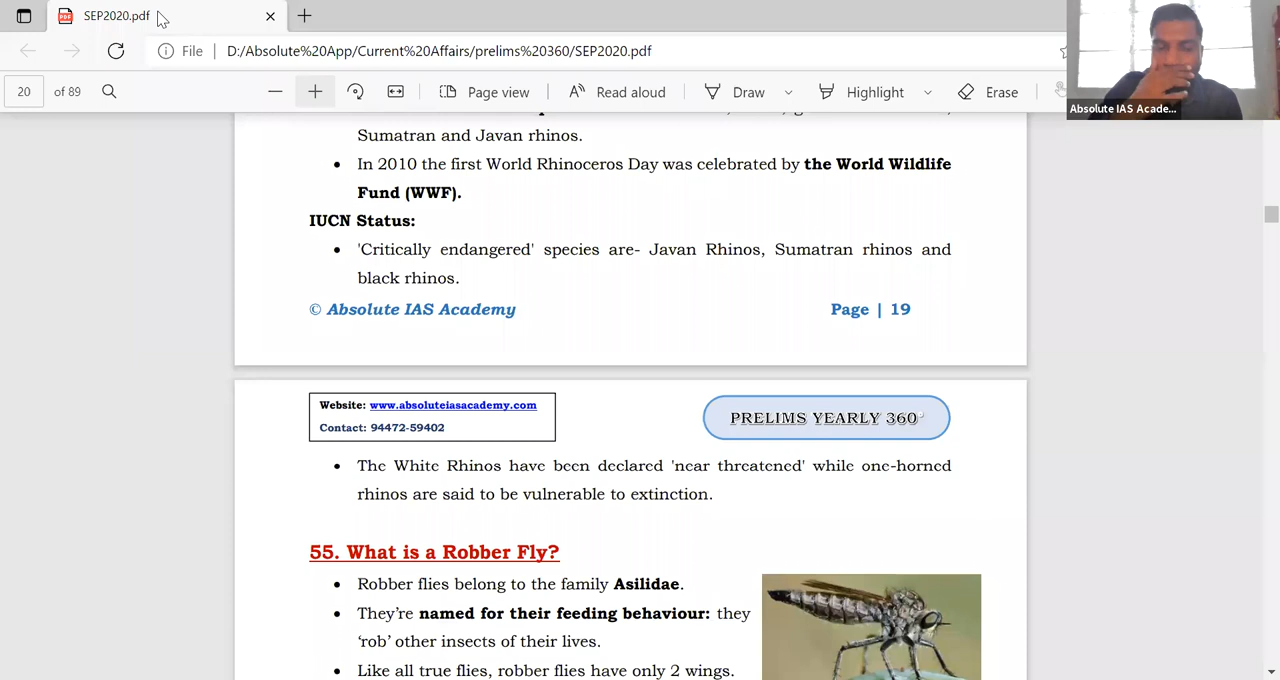 SEP2020.pdf
File
D:/Absolute%20App/Current%20Affairs/prelims%20360/SEP2020.pdf
20 of 89
Page view
Read aloud
Draw
Highlight
Erase
Absolute IAS Acade...
Sumatran and Javan rhinos.
• In 2010 the first World Rhinoceros Day was celebrated by the World Wildlife
Fund (WWF).
IUCN Status:
• 'Critically endangered' species are- Javan Rhinos, Sumatran rhinos and
black rhinos.
© Absolute IAS Academy Page | 19
Website: www.absoluteiasacademy.com
Contact: 94472-59402
PRELIMS YEARLY 360°
• The White Rhinos have been declared 'near threatened' while one-horned
rhinos are said to be vulnerable to extinction.
55. What is a Robber Fly?
• Robber flies belong to the family Asilidae.
• They’re named for their feeding behaviour: they
‘rob’ other insects of their lives.
• Like all true flies, robber flies have only 2 wings.